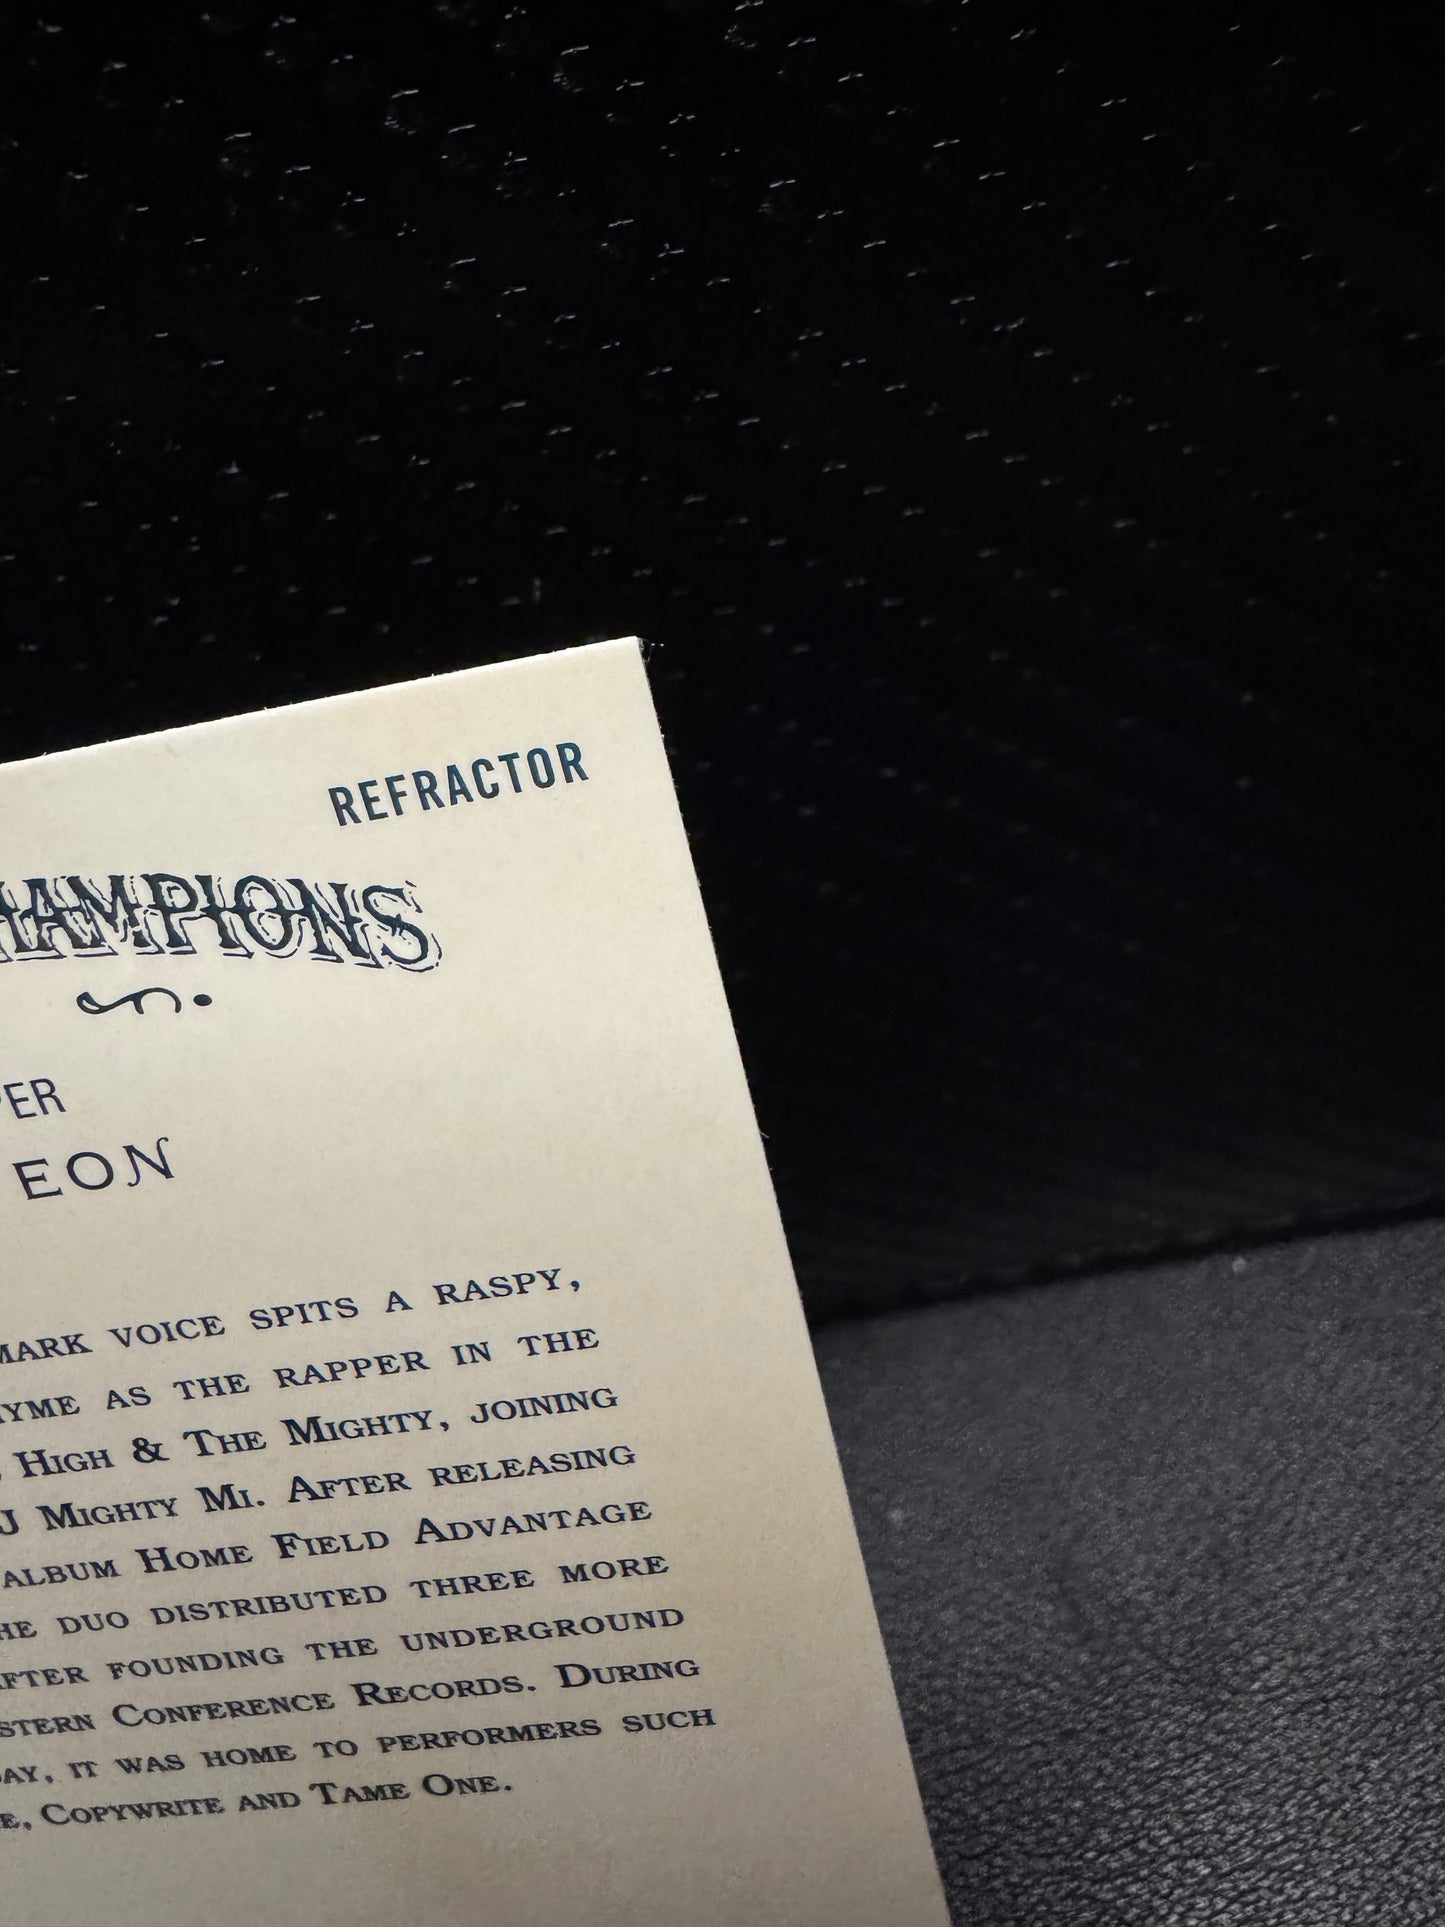 REFRACTOR
HAMPIONS
PER
EON
MARK VOICE SPITS A RASPY,
HYME AS THE RAPPER IN THE
, HIGH & THE MIGHTY, JOINING
J MIGHTY MI. AFTER RELEASING
ALBUM HOME FIELD ADVANTAGE
HE DUO DISTRIBUTED THREE MORE
FTER FOUNDING THE UNDERGROUND
STERN CONFERENCE RECORDS. DURING
AY, IT WAS HOME TO PERFORMERS SUCH
E, COPYWRITE AND TAME ONE.